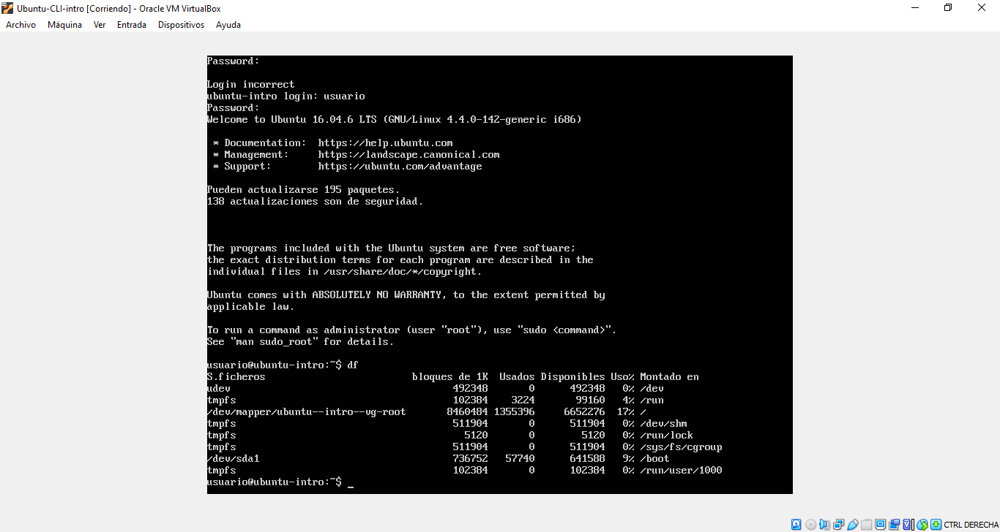 Ubuntu-CLI-intro [Corriendo] - Oracle VM VirtualBox
Archivo Máquina Ver Entrada Dispositivos Ayuda
Password:
Login incorrect
ubuntu-intro login: usuario
Password:
Welcome to Ubuntu 16.04.6 LTS (GNU/Linux 4.4.0-142-generic i686)
* Documentation: https://help.ubuntu.com
* Management: https://landscape.canonical.com
* Support: https://ubuntu.com/advantage
Pueden actualizarse 195 paquetes.
138 actualizaciones son de seguridad.
The programs included with the Ubuntu system are free software;
the exact distribution terms for each program are described in the
individual files in /usr/share/doc/*/copyright.
Ubuntu comes with ABSOLUTELY NO WARRANTY, to the extent permitted by
applicable law.
To run a command as administrator (user "root"), use "sudo <command>".
See "man sudo_root" for details.
usuario@ubuntu-intro:~$ df
S.ficheros bloques de 1K Usados Disponibles Uso% Montado en
udev 492348 0 492348 0% /dev
tmpfs 102384 3224 99160 4% /run
/dev/mapper/ubuntu--intro--vg-root 8460484 1355396 6652276 17% /
tmpfs 511904 0 511904 0% /dev/shm
tmpfs 5120 0 5120 0% /run/lock
tmpfs 511904 0 511904 0% /sys/fs/cgroup
/dev/sda1 736752 57740 641588 9% /boot
tmpfs 102384 0 102384 0% /run/user/1000
usuario@ubuntu-intro:~$ _
CTRL DERECHA